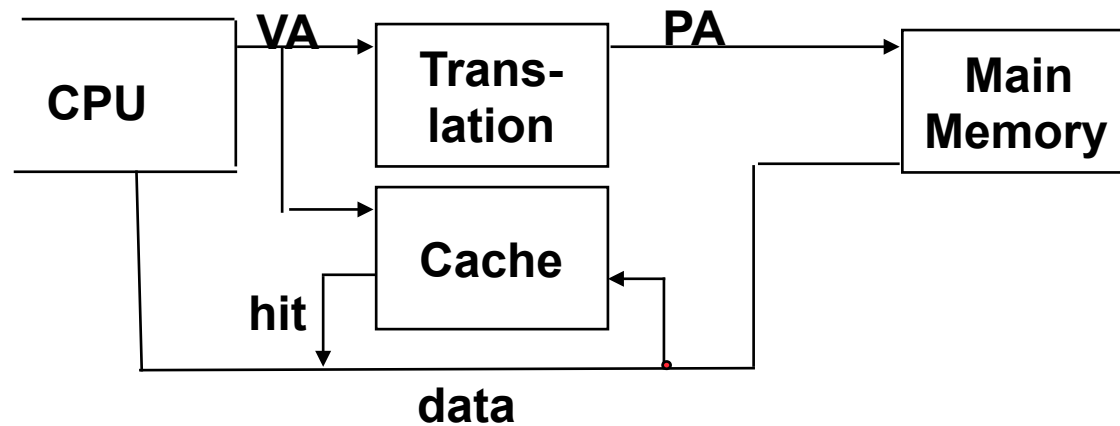 VA
PA
CPU
Trans-
lation
Main
Memory
Cache
hit
data